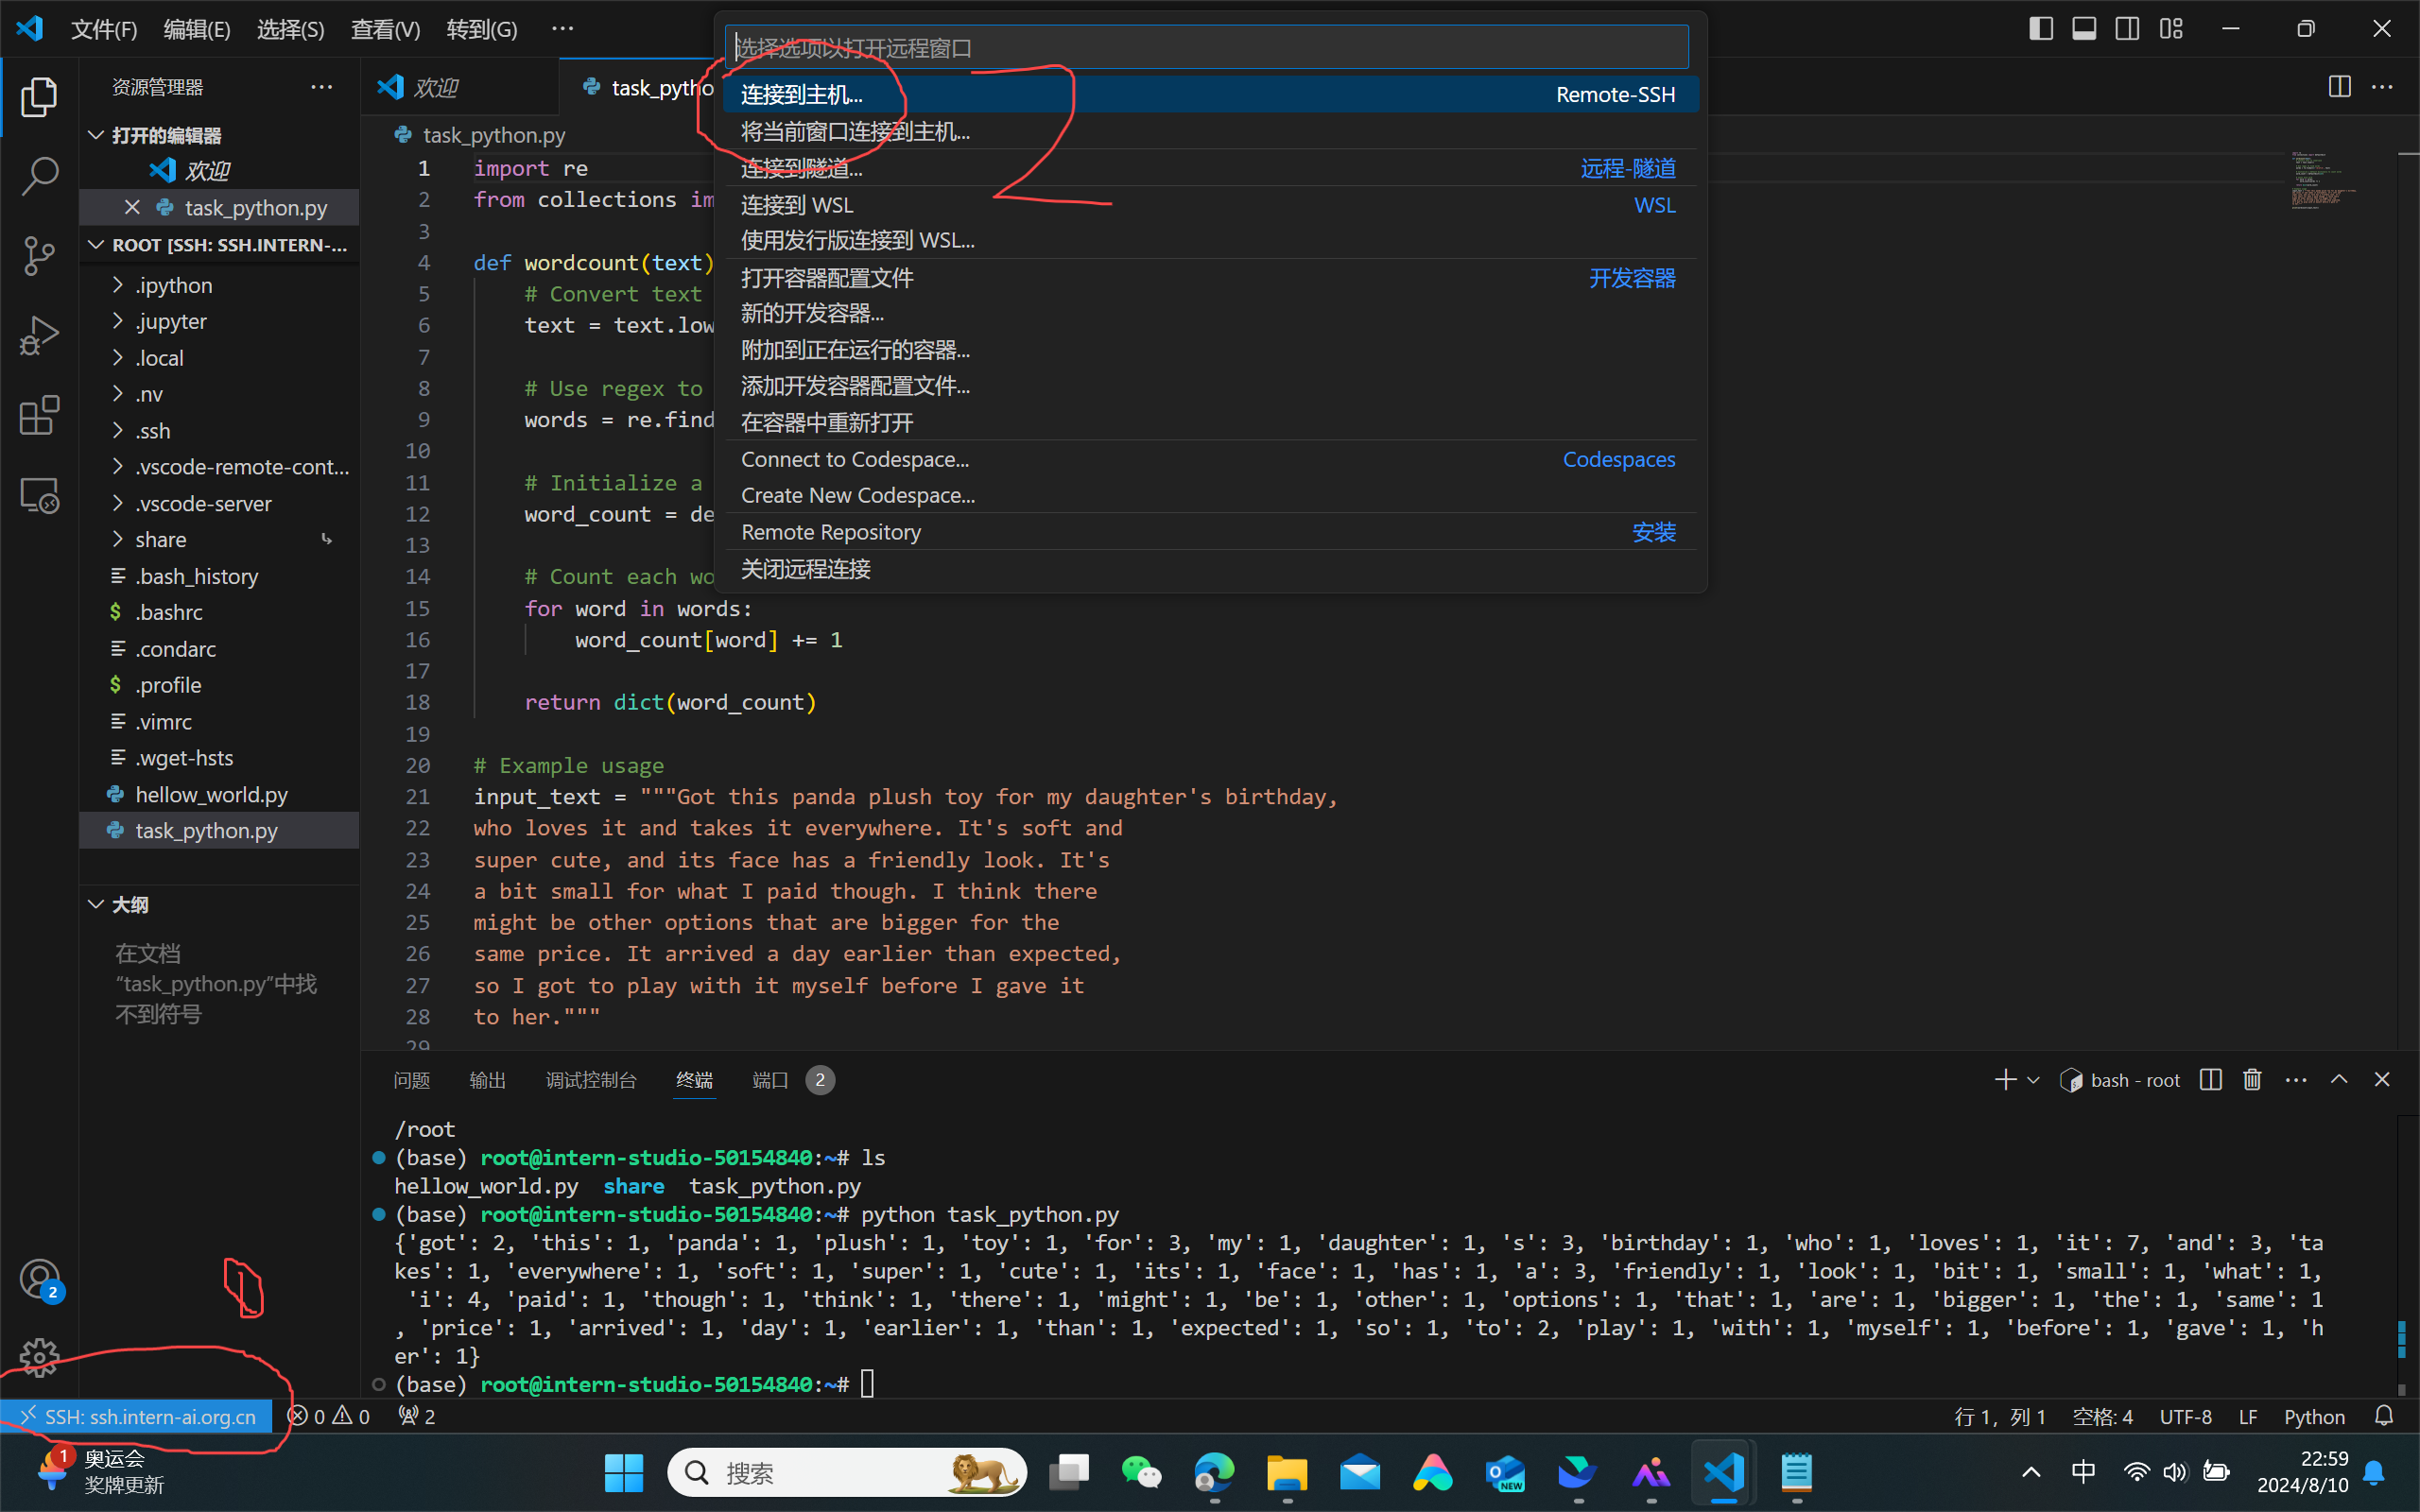 文件(F) 编辑(E) 选择(S) 查看(V) 转到(G) ···
选择选项以打开远程窗口
连接到主机... Remote-SSH
将当前窗口连接到主机...
连接到隧道... 远程-隧道
连接到 WSL WSL
使用发行版连接到 WSL...
打开容器配置文件 开发容器
新的开发容器...
附加到正在运行的容器...
添加开发容器配置文件...
在容器中重新打开
Connect to Codespace... Codespaces
Create New Codespace...
Remote Repository 安装
关闭远程连接
2
资源管理器 ···
打开的编辑器
欢迎
task_python.py
ROOT [SSH: SSH.INTERN-...
.ipython
.jupyter
.local
.nv
.ssh
.vscode-remote-cont...
.vscode-server
share
.bash_history
$ .bashrc
.condarc
$ .profile
.vimrc
.wget-hsts
hellow_world.py
task_python.py
大纲
在文档
“task_python.py”中找
不到符号
1
2
欢迎 task_pytho
task_python.py
1 import re
2 from collections im
3
4 def wordcount(text)
5 # Convert text
6 text = text.low
7
8 # Use regex to
9 words = re.find
10
11 # Initialize a
12 word_count = de
13
14 # Count each wo
15 for word in words:
16 word_count[word] += 1
17
18 return dict(word_count)
19
20 # Example usage
21 input_text = """Got this panda plush toy for my daughter's birthday,
22 who loves it and takes it everywhere. It's soft and
23 super cute, and its face has a friendly look. It's
24 a bit small for what I paid though. I think there
25 might be other options that are bigger for the
26 same price. It arrived a day earlier than expected,
27 so I got to play with it myself before I gave it
28 to her."""
29
问题 输出 调试控制台 终端 端口 2 bash - root
/root
(base) root@intern-studio-50154840:~# ls
hellow_world.py share task_python.py
(base) root@intern-studio-50154840:~# python task_python.py
{'got': 2, 'this': 1, 'panda': 1, 'plush': 1, 'toy': 1, 'for': 3, 'my': 1, 'daughter': 1, 's': 3, 'birthday': 1, 'who': 1, 'loves': 1, 'it': 7, 'and': 3, 'ta
kes': 1, 'everywhere': 1, 'soft': 1, 'super': 1, 'cute': 1, 'its': 1, 'face': 1, 'has': 1, 'a': 3, 'friendly': 1, 'look': 1, 'bit': 1, 'small': 1, 'what': 1,
'i': 4, 'paid': 1, 'though': 1, 'think': 1, 'there': 1, 'might': 1, 'be': 1, 'other': 1, 'options': 1, 'that': 1, 'are': 1, 'bigger': 1, 'the': 1, 'same': 1
, 'price': 1, 'arrived': 1, 'day': 1, 'earlier': 1, 'than': 1, 'expected': 1, 'so': 1, 'to': 2, 'play': 1, 'with': 1, 'myself': 1, 'before': 1, 'gave': 1, 'h
er': 1}
(base) root@intern-studio-50154840:~#
SSH: ssh.intern-ai.org.cn 0 0 2 行 1，列 1 空格: 4 UTF-8 LF Python
1 奥运会
奖牌更新
搜索
NEW
中
22:59
2024/8/10